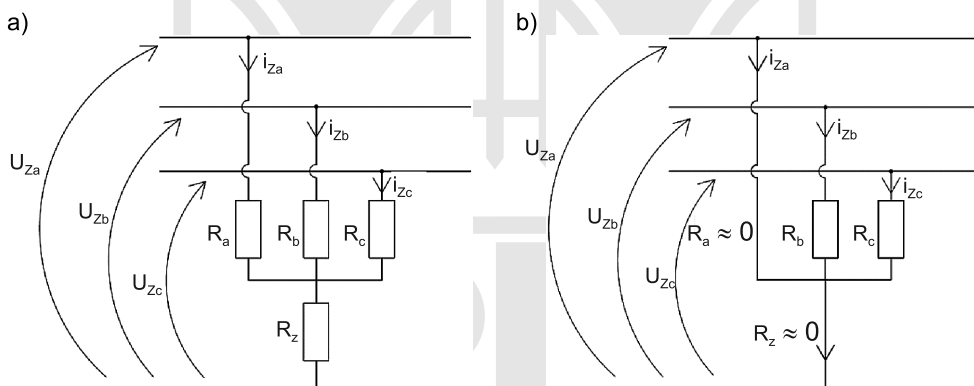 a)
i_Za
i_Zb
U_Za
i_Zc
U_Zb
R_a
R_b
R_c
U_Zc
R_z
b)
i_Za
i_Zb
U_Za
i_Zc
U_Zb
R_a ≈ 0
R_b
R_c
U_Zc
R_z ≈ 0